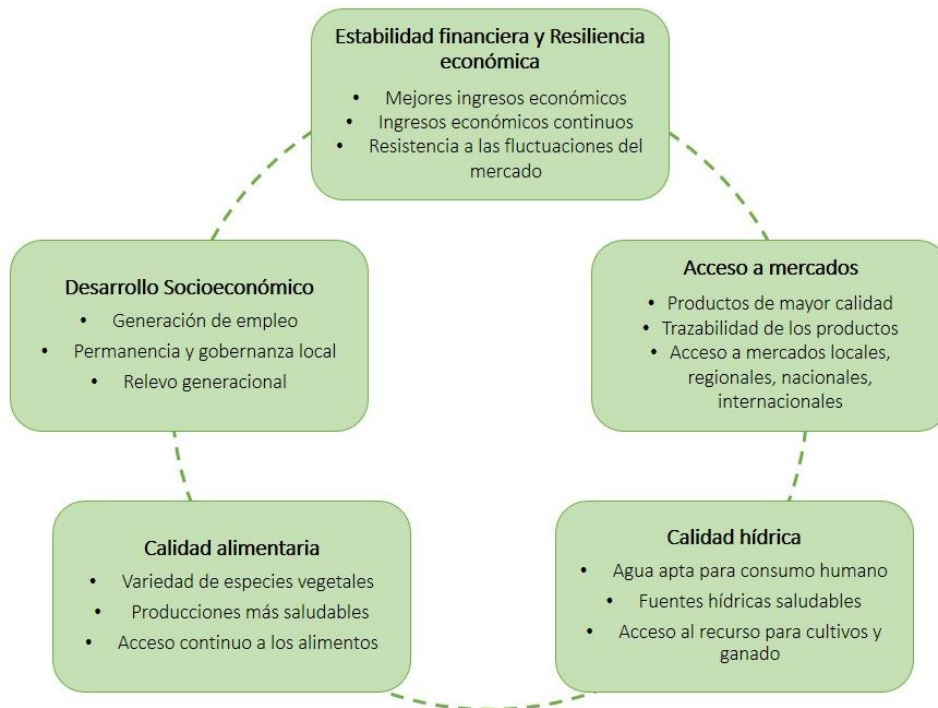 Estabilidad financiera y Resiliencia
económica
• Mejores ingresos económicos
• Ingresos económicos continuos
• Resistencia a las fluctuaciones del
mercado
Desarrollo Socioeconómico
• Generación de empleo
• Permanencia y gobernanza local
• Relevo generacional
Acceso a mercados
• Productos de mayor calidad
• Trazabilidad de los productos
• Acceso a mercados locales,
regionales, nacionales,
internacionales
Calidad alimentaria
• Variedad de especies vegetales
• Producciones más saludables
• Acceso continuo a los alimentos
Calidad hídrica
• Agua apta para consumo humano
• Fuentes hídricas saludables
• Acceso al recurso para cultivos y
ganado